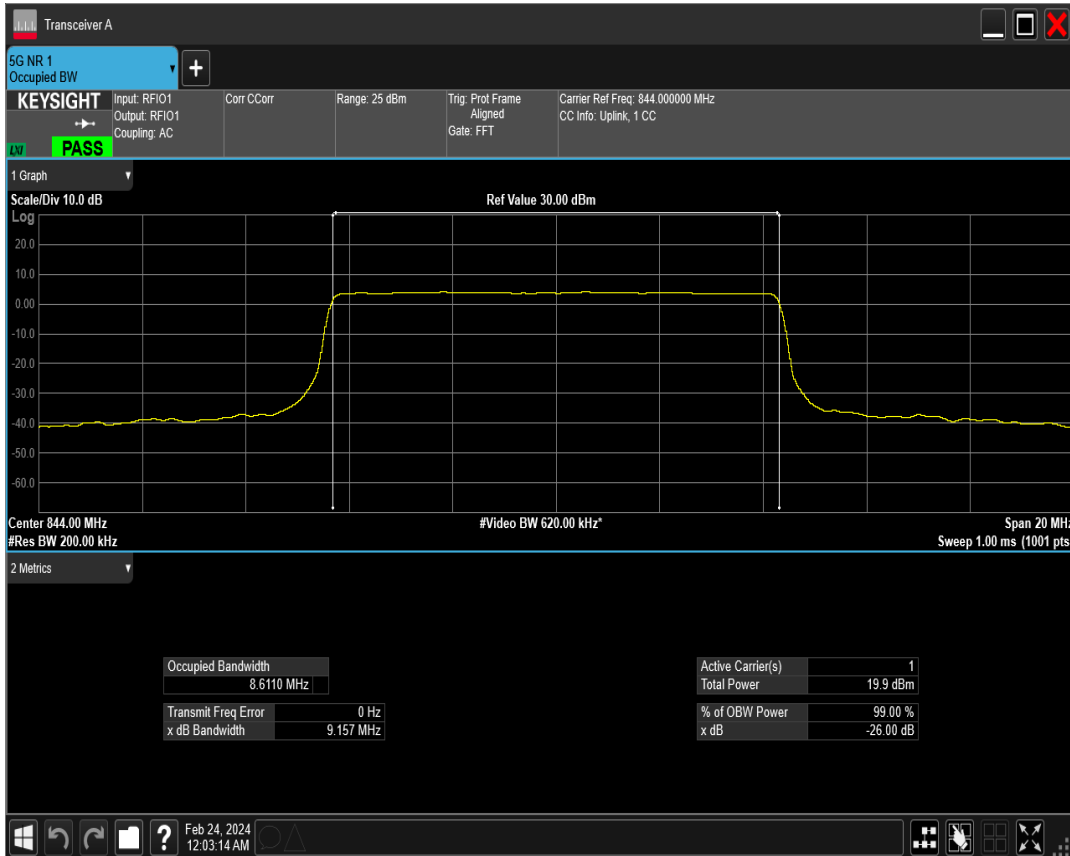 Transceiver A
5G NR 1
Occupied BW
+
KEYSIGHT
LXI
PASS
Input: RFIO1
Output: RFIO1
Coupling: AC
Corr CCorr
Range: 25 dBm
Trig: Prot Frame
Aligned
Gate: FFT
Carrier Ref Freq: 844.000000 MHz
CC Info: Uplink, 1 CC
1 Graph
Scale/Div 10.0 dB
Ref Value 30.00 dBm
Log
20.0
10.0
0.00
-10.0
-20.0
-30.0
-40.0
-50.0
-60.0
Center 844.00 MHz
#Video BW 620.00 kHz*
Span 20 MHz
#Res BW 200.00 kHz
Sweep 1.00 ms (1001 pts
2 Metrics
Occupied Bandwidth
8.6110 MHz
Transmit Freq Error 0 Hz
x dB Bandwidth 9.157 MHz
Active Carrier(s) 1
Total Power 19.9 dBm
% of OBW Power 99.00 %
x dB -26.00 dB
?
Feb 24, 2024
12:03:14 AM